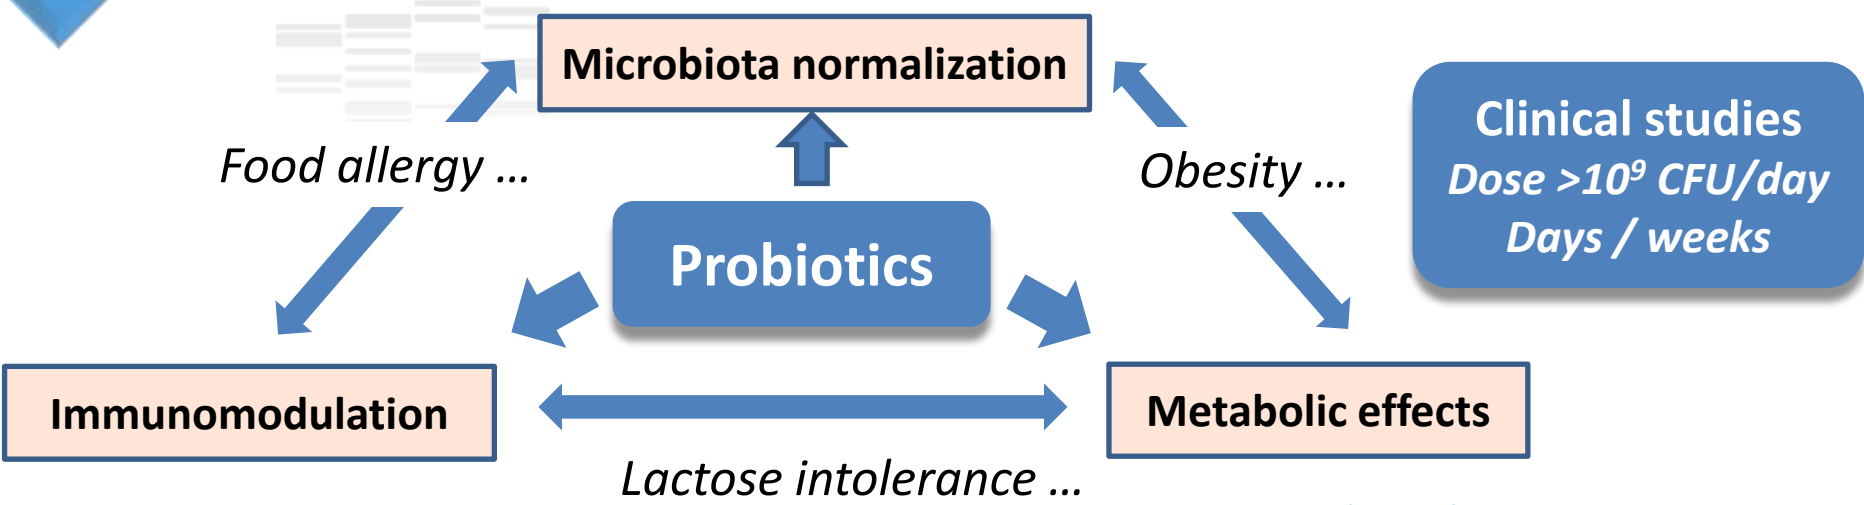 Microbiota normalization
Clinical studies
Dose >10⁹ CFU/day
Days / weeks
Food allergy ...
Obesity ...
Probiotics
Immunomodulation
Metabolic effects
Lactose intolerance ...